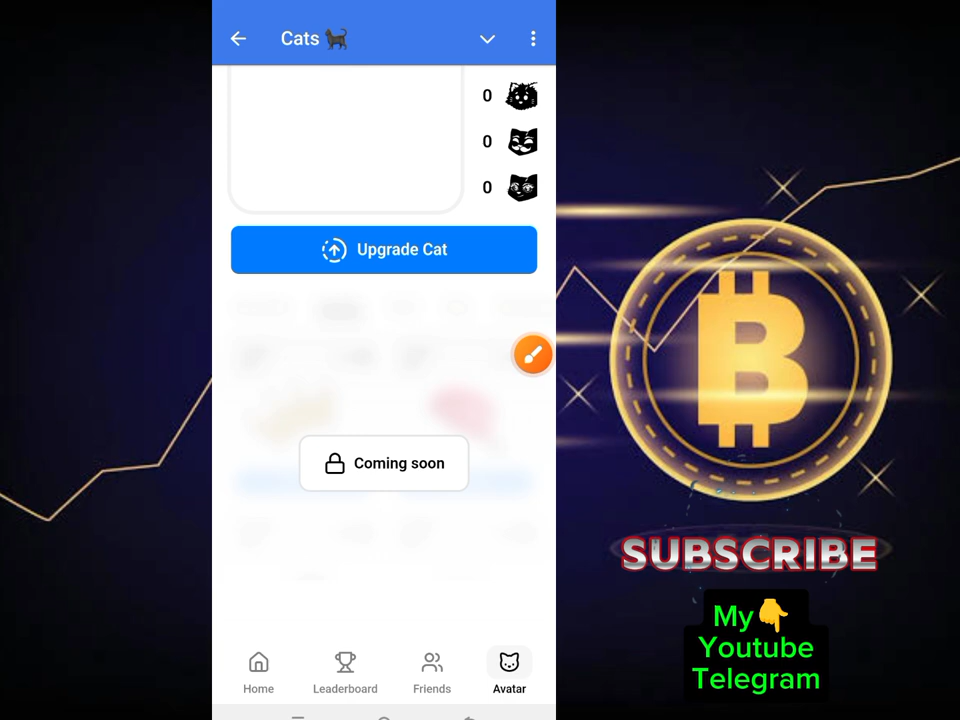 Cats 🐈‍⬛
0
0
0
Upgrade Cat
Coming soon
Home
Leaderboard
Friends
Avatar
SUBSCRIBE
My👇
Youtube
Telegram